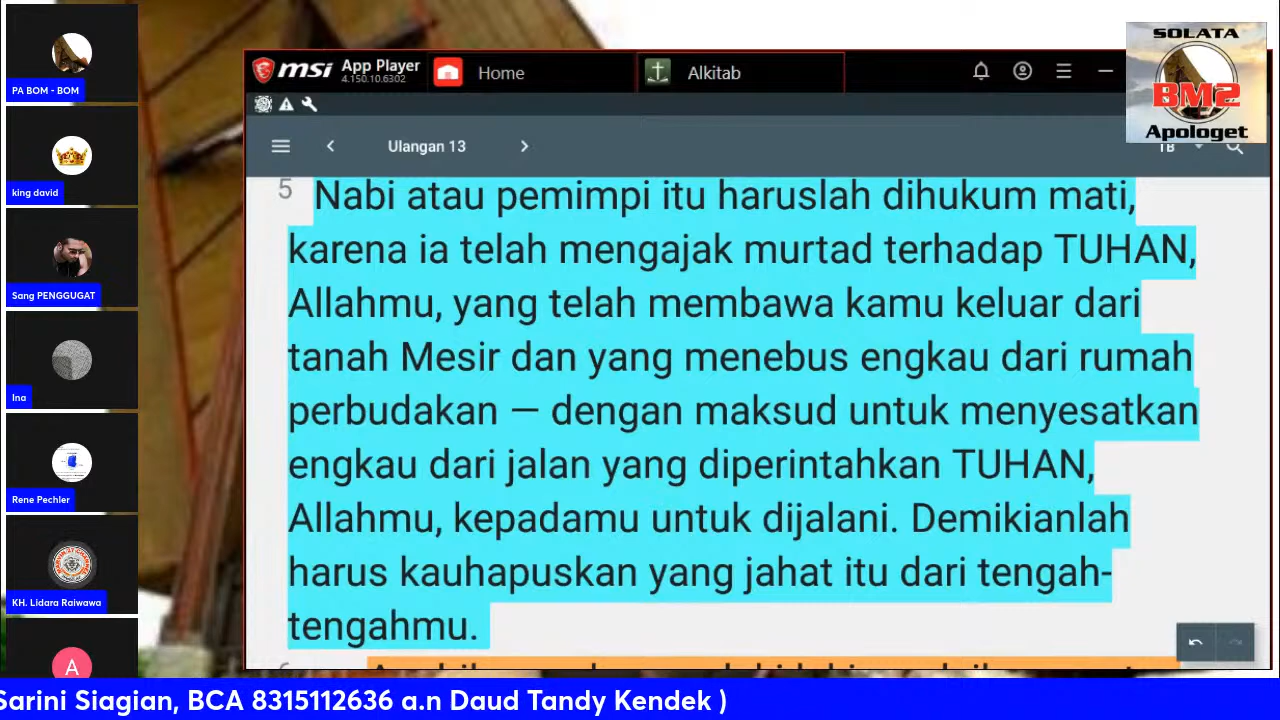 PA BOM - BOM
king david
Sang PENGGUGAT
Ina
Rene Pechler
KH. Lidara Raiwawa
A
msi App Player
4.150.10.6302
Home
Alkitab
SOLATA
BM2
Apologet
Ulangan 13
TB
5 Nabi atau pemimpi itu haruslah dihukum mati,
karena ia telah mengajak murtad terhadap TUHAN,
Allahmu, yang telah membawa kamu keluar dari
tanah Mesir dan yang menebus engkau dari rumah
perbudakan — dengan maksud untuk menyesatkan
engkau dari jalan yang diperintahkan TUHAN,
Allahmu, kepadamu untuk dijalani. Demikianlah
harus kauhapuskan yang jahat itu dari tengah-
tengahmu.
Sarini Siagian, BCA 8315112636 a.n Daud Tandy Kendek )